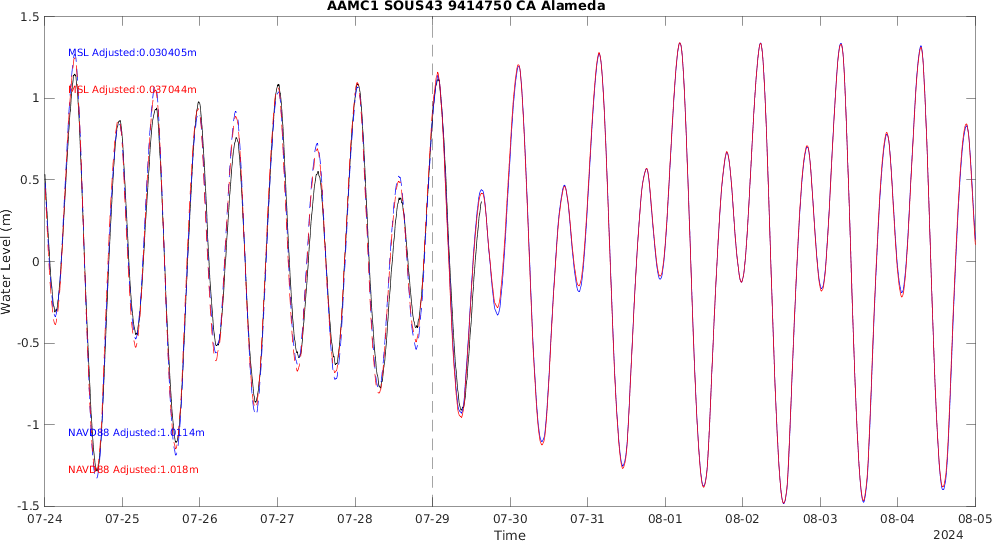 AAMC1 SOUS43 9414750 CA Alameda
1.5
MSL Adjusted:0.030405m
1
MSL Adjusted:0.037044m
0.5
0
Water Level (m)
-0.5
-1
NAVD88 Adjusted:1.0114m
NAVD88 Adjusted:1.018m
-1.5
07-24 07-25 07-26 07-27 07-28 07-29 07-30 07-31 08-01 08-02 08-03 08-04 08-05
Time
2024